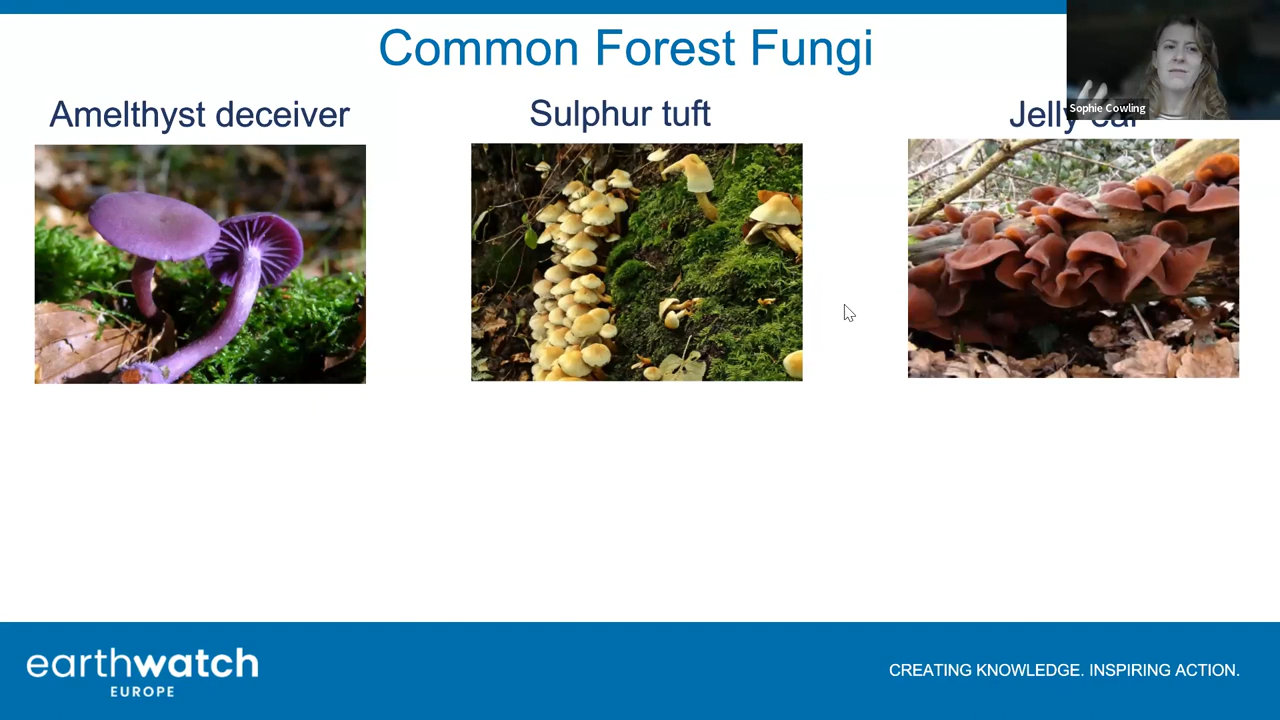 Common Forest Fungi
Sophie Cowling
Amelthyst deceiver
Sulphur tuft
Jelly ear
earthwatch
EUROPE
CREATING KNOWLEDGE. INSPIRING ACTION.